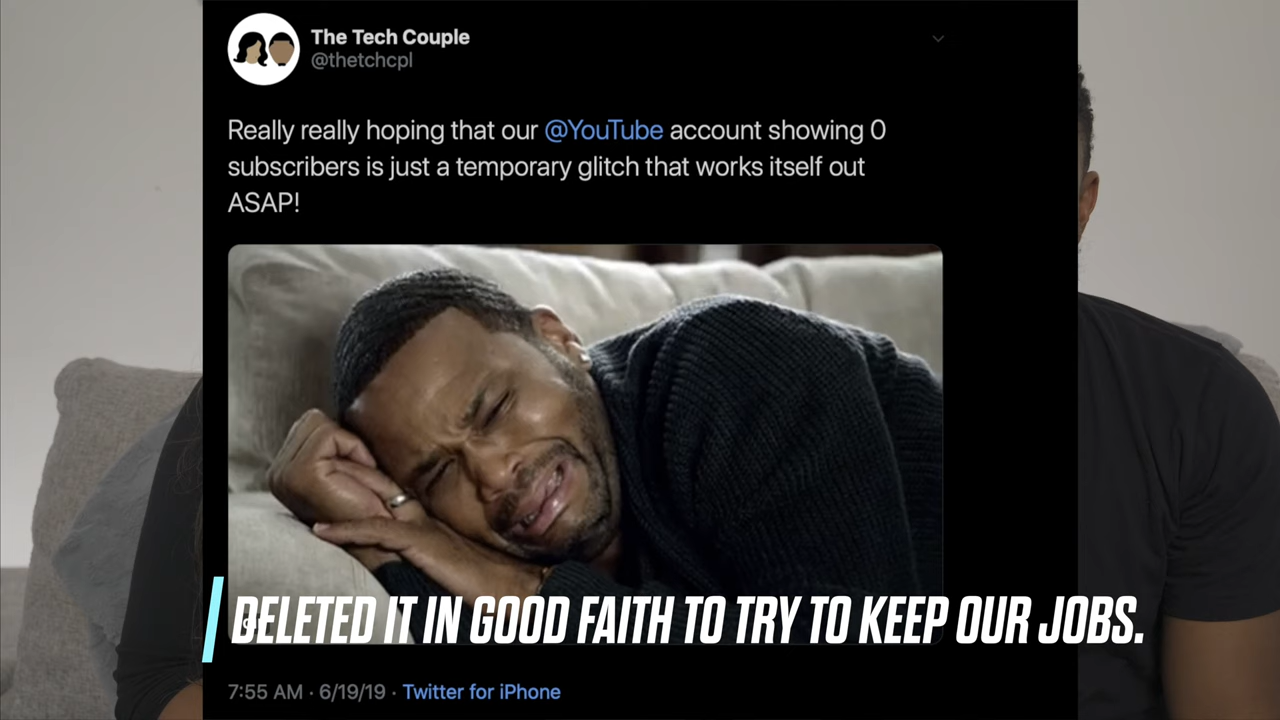 The Tech Couple
@thetchcpl
Really really hoping that our @YouTube account showing 0
subscribers is just a temporary glitch that works itself out
ASAP!
DELETED IT IN GOOD FAITH TO TRY TO KEEP OUR JOBS.
7:55 AM · 6/19/19 · Twitter for iPhone